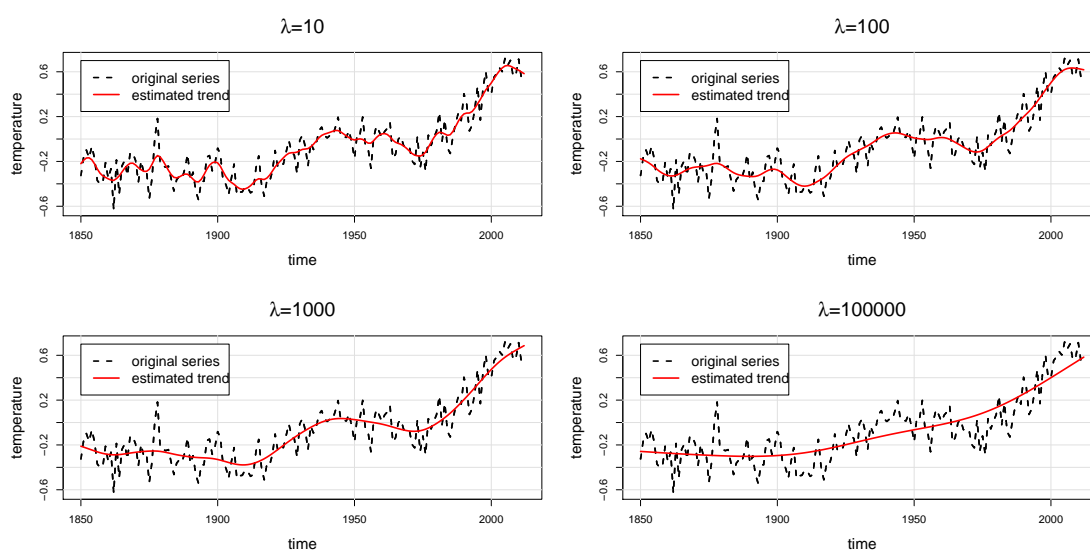 λ=10
temperature
−0.6
−0.2
0.2
0.6
original series
estimated trend
1850
1900
1950
2000
time
λ=100
temperature
−0.6
−0.2
0.2
0.6
original series
estimated trend
1850
1900
1950
2000
time
λ=1000
temperature
−0.6
−0.2
0.2
0.6
original series
estimated trend
1850
1900
1950
2000
time
λ=100000
temperature
−0.6
−0.2
0.2
0.6
original series
estimated trend
1850
1900
1950
2000
time